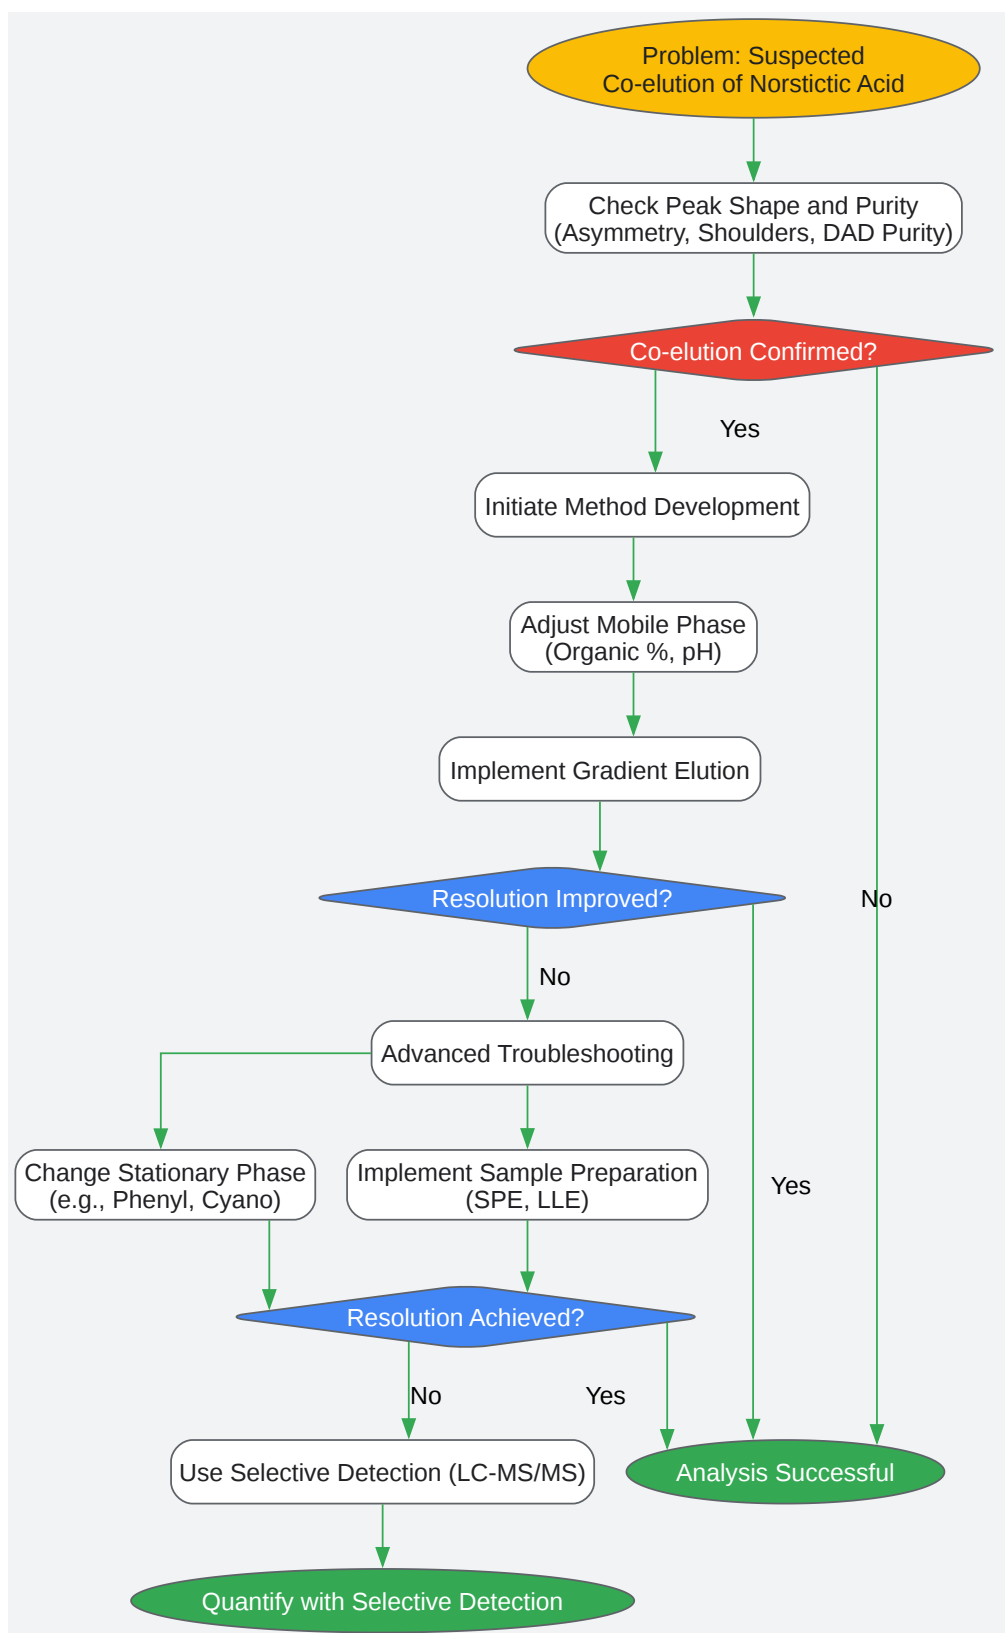 Problem: Suspected
Co-elution of Norstictic Acid
Check Peak Shape and Purity
(Asymmetry, Shoulders, DAD Purity)
Co-elution Confirmed?
Yes
Initiate Method Development
Adjust Mobile Phase
(Organic %, pH)
Implement Gradient Elution
Resolution Improved?
No
No
Advanced Troubleshooting
Change Stationary Phase
(e.g., Phenyl, Cyano)
Implement Sample Preparation
(SPE, LLE)
Yes
Resolution Achieved?
No
Yes
Use Selective Detection (LC-MS/MS)
Analysis Successful
Quantify with Selective Detection